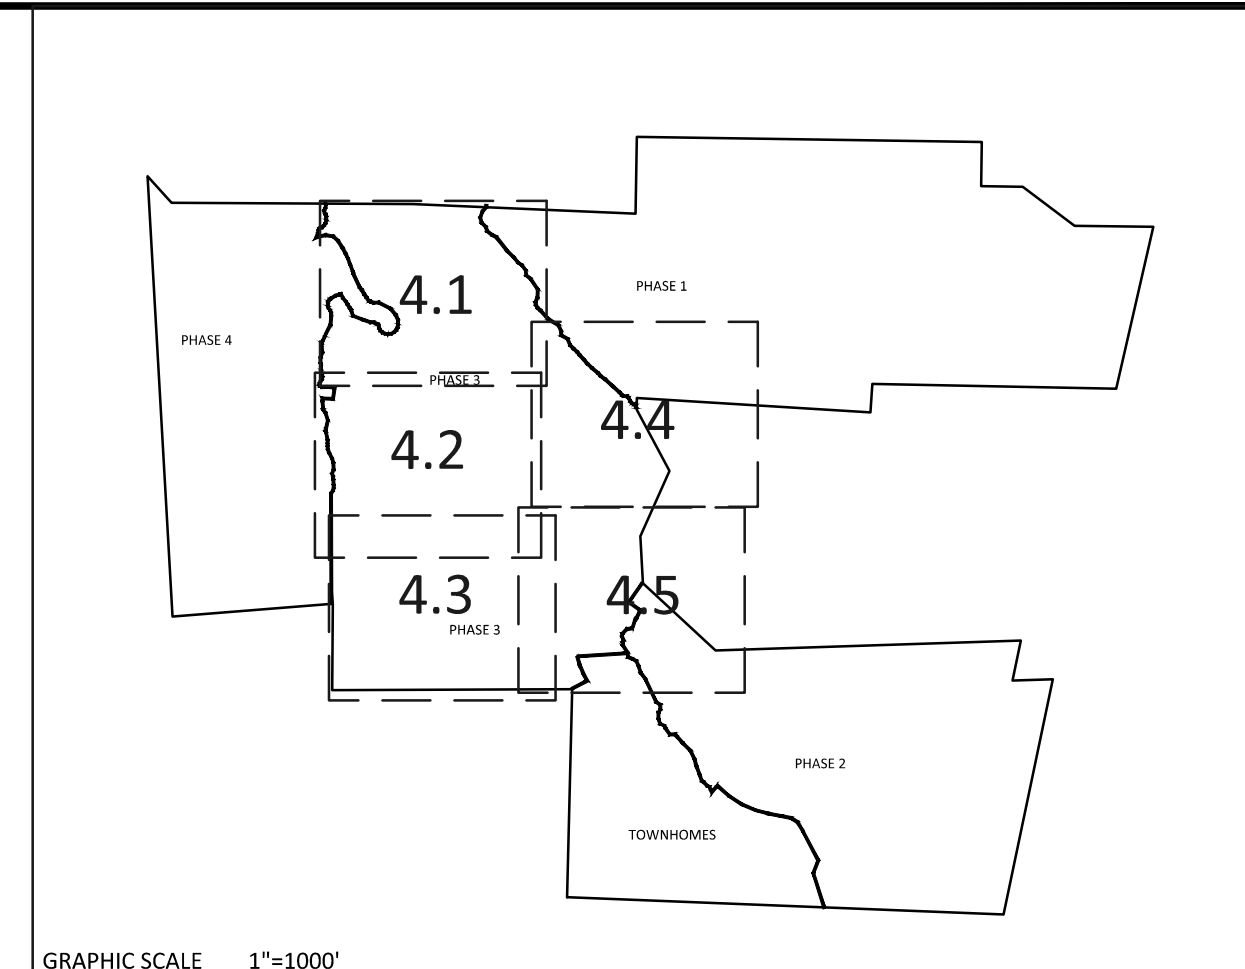 PHASE 1
4.1
PHASE 4
PHASE 3
4.4
4.2
4.3
4.5
PHASE 3
PHASE 2
TOWNHOMES
GRAPHIC SCALE 1"=1000'